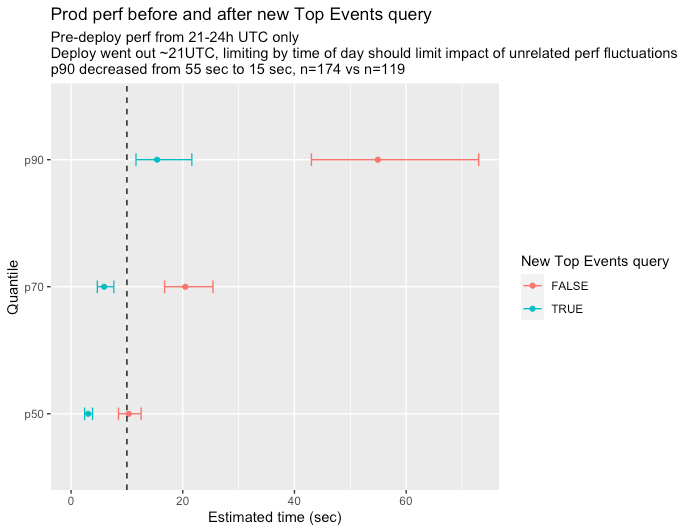 Prod perf before and after new Top Events query
Pre-deploy perf from 21-24h UTC only
Deploy went out ~21UTC, limiting by time of day should limit impact of unrelated perf fluctuations
p90 decreased from 55 sec to 15 sec, n=174 vs n=119
Quantile
p90
p70
p50
0 20 40 60
Estimated time (sec)
New Top Events query
FALSE
TRUE